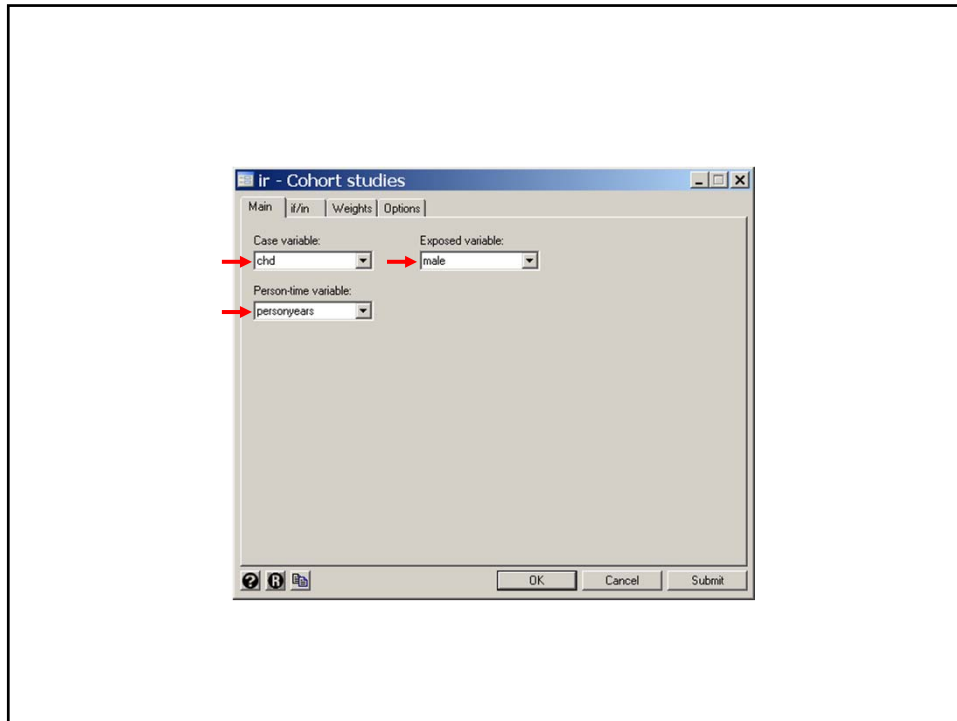 ir - Cohort studies
Main if/in Weights Options
Case variable: Exposed variable:
chd male
Person-time variable:
personyears
OK Cancel Submit